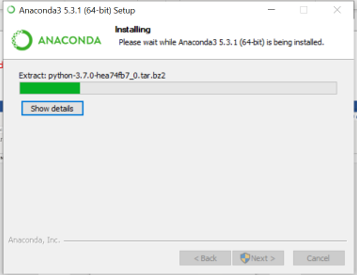 Anaconda3 5.3.1 (64-bit) Setup
ANACONDA
Installing
Please wait while Anaconda3 5.3.1 (64-bit) is being installed.
Extract: python-3.7.0-hea74fb7_0.tar.bz2
Show details
Anaconda, Inc.
< Back
Next >
Cancel